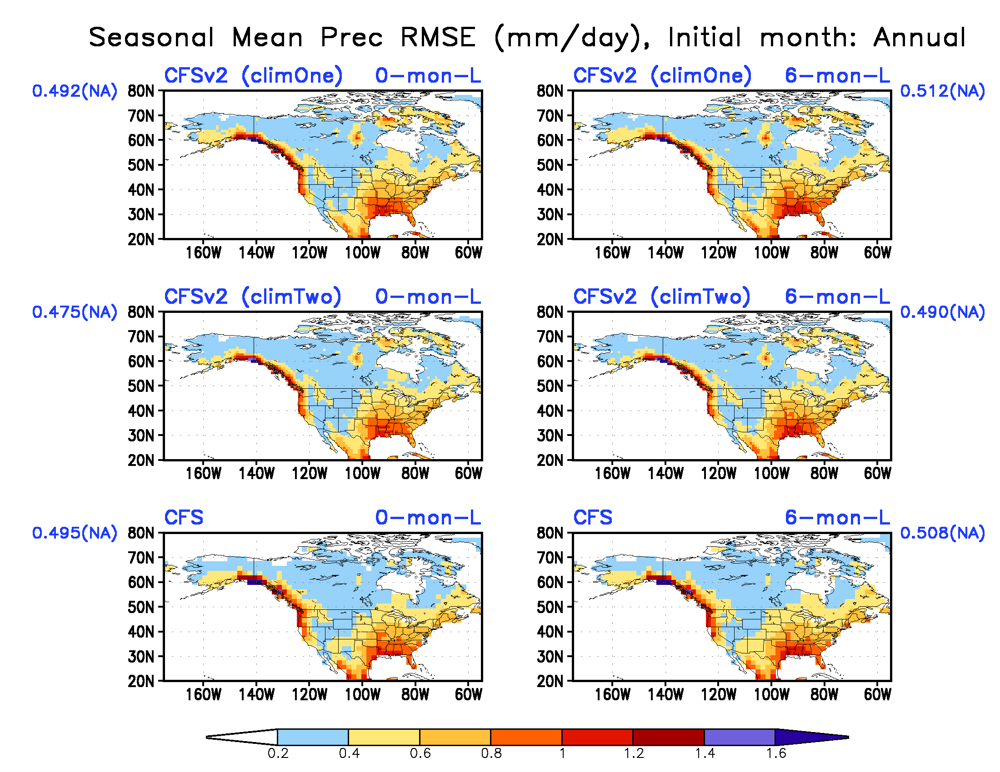 Seasonal Mean Prec RMSE (mm/day), Initial month: Annual
CFSv2 (climOne) 0-mon-L
0.492(NA)
80N
70N
60N
50N
40N
30N
20N
160W 140W 120W 100W 80W 60W
CFSv2 (climOne) 6-mon-L
0.512(NA)
80N
70N
60N
50N
40N
30N
20N
160W 140W 120W 100W 80W 60W
CFSv2 (climTwo) 0-mon-L
0.475(NA)
80N
70N
60N
50N
40N
30N
20N
160W 140W 120W 100W 80W 60W
CFSv2 (climTwo) 6-mon-L
0.490(NA)
80N
70N
60N
50N
40N
30N
20N
160W 140W 120W 100W 80W 60W
CFS 0-mon-L
0.495(NA)
80N
70N
60N
50N
40N
30N
20N
160W 140W 120W 100W 80W 60W
CFS 6-mon-L
0.508(NA)
80N
70N
60N
50N
40N
30N
20N
160W 140W 120W 100W 80W 60W
0.2 0.4 0.6 0.8 1 1.2 1.4 1.6